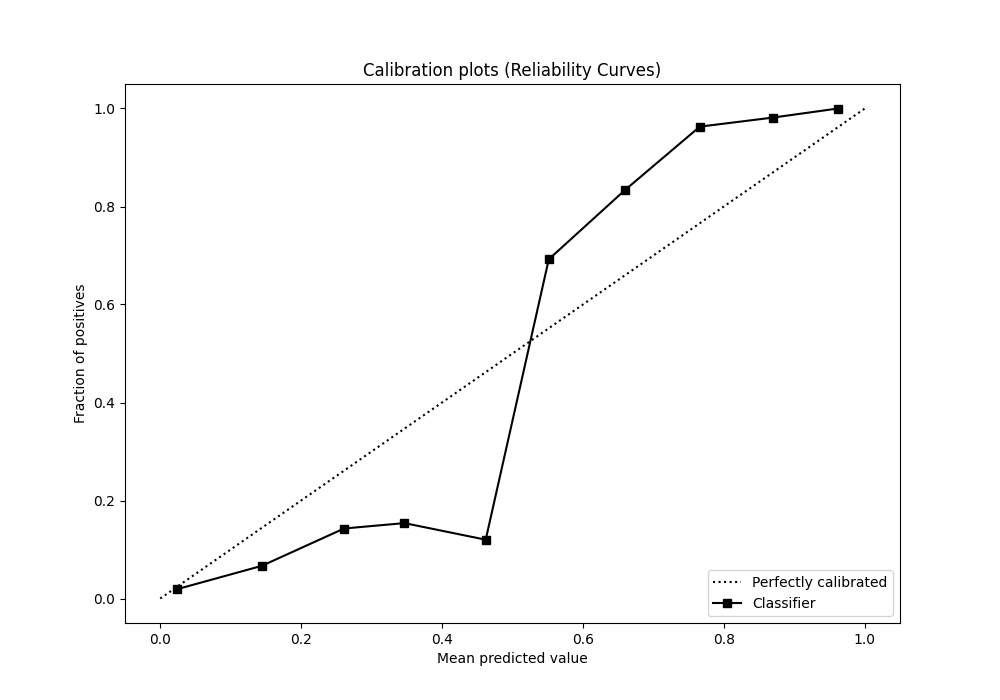 Calibration plots (Reliability Curves)
1.0
0.8
0.6
0.4
0.2
0.0
Fraction of positives
0.0 0.2 0.4 0.6 0.8 1.0
Mean predicted value
Perfectly calibrated
Classifier